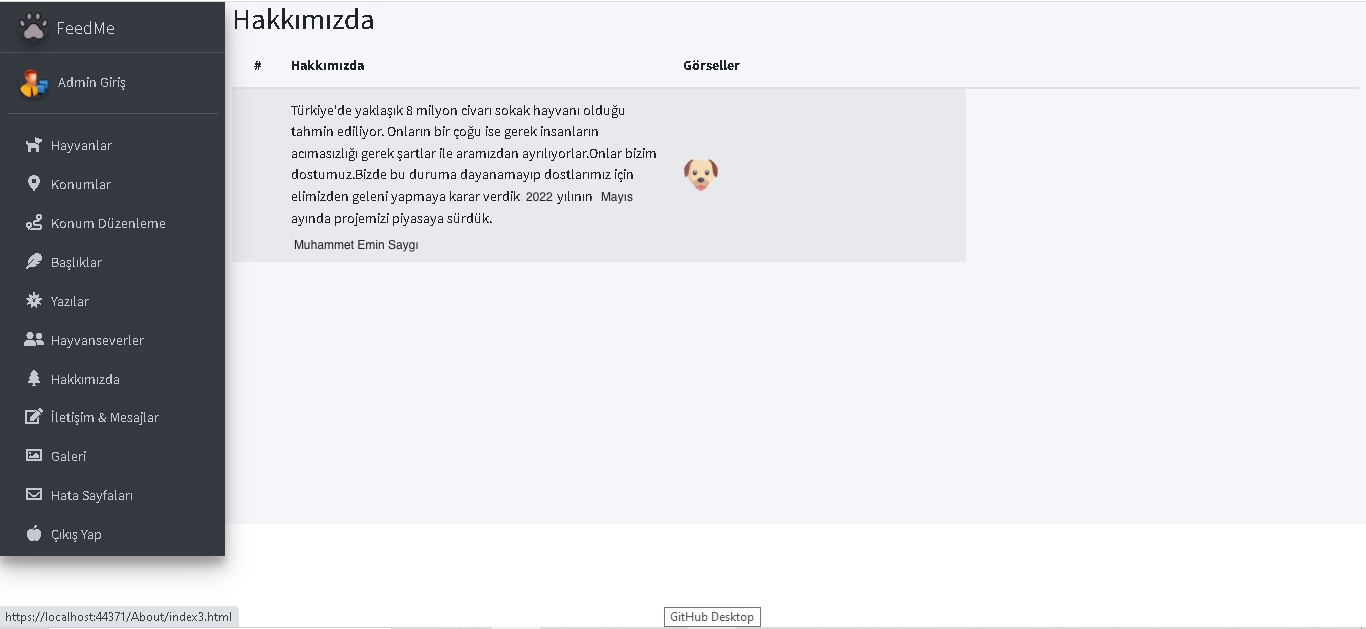 FeedMe
Admin Giriş
Hayvanlar
Konumlar
Konum Düzenleme
Başlıklar
Yazılar
Hayvanseverler
Hakkımızda
İletişim & Mesajlar
Galeri
Hata Sayfaları
Çıkış Yap
Hakkımızda
# Hakkımızda Görseller
Türkiye'de yaklaşık 8 milyon civarı sokak hayvanı olduğu
tahmin ediliyor. Onların bir çoğu ise gerek insanların
acımasızlığı gerek şartlar ile aramızdan ayrılıyorlar.Onlar bizim
dostumuz.Bizde bu duruma dayanamayıp dostlarımız için
elimizden geleni yapmaya karar verdik 2022 yılının Mayıs
ayında projemizi piyasaya sürdük.
Muhammet Emin Saygı
https://localhost:44371/About/index3.html
GitHub Desktop